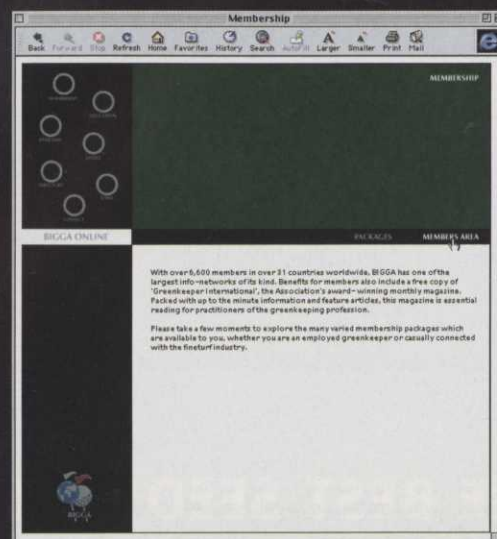 Membership
Back Forward Stop Refresh Home Favorites History Search AutoFill Larger Smaller Print Mail
MEMBERSHIP
BIGGA ONLINE
PACKAGES MEMBERS AREA
With over 6,600 members in over 31 countries worldwide, BIGGA has one of the
largest info-networks of its kind. Benefits for members also include a free copy of
'Greenkeeper International', the Association's award-winning monthly magazine.
Packed with up to the minute information and feature articles, this magazine is essential
reading for practitioners of the greenkeeping profession.
Please take a few moments to explore the many varied membership packages which
are available to you, whether you are an employed greenkeeper or casually connected
with the fineturf industry.
BIGGA